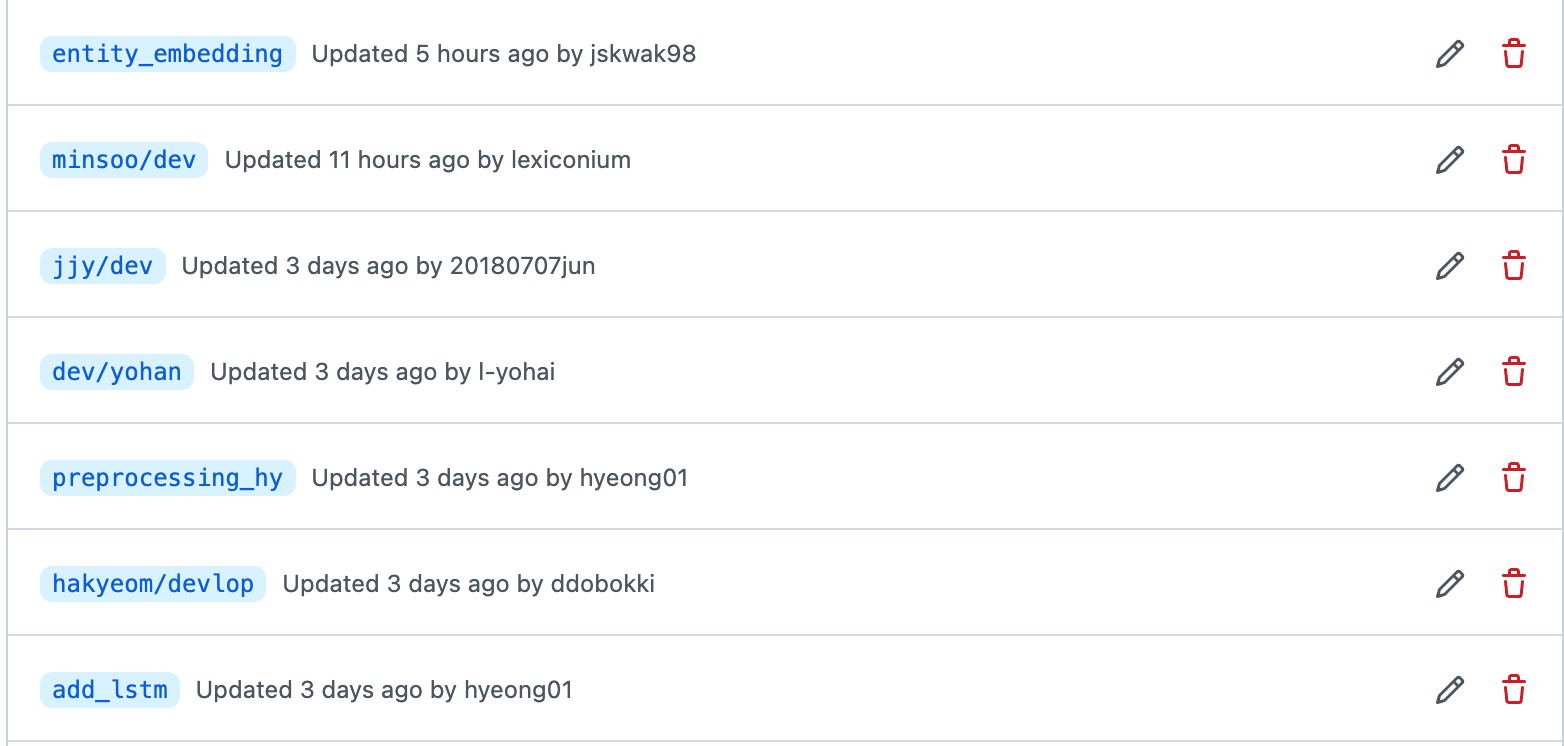 entity_embedding Updated 5 hours ago by jskwak98
minsoo/dev Updated 11 hours ago by lexiconium
jjy/dev Updated 3 days ago by 20180707jun
dev/yohan Updated 3 days ago by l-yohai
preprocessing_hy Updated 3 days ago by hyeong01
hakyeom/devlop Updated 3 days ago by ddobokki
add_lstm Updated 3 days ago by hyeong01